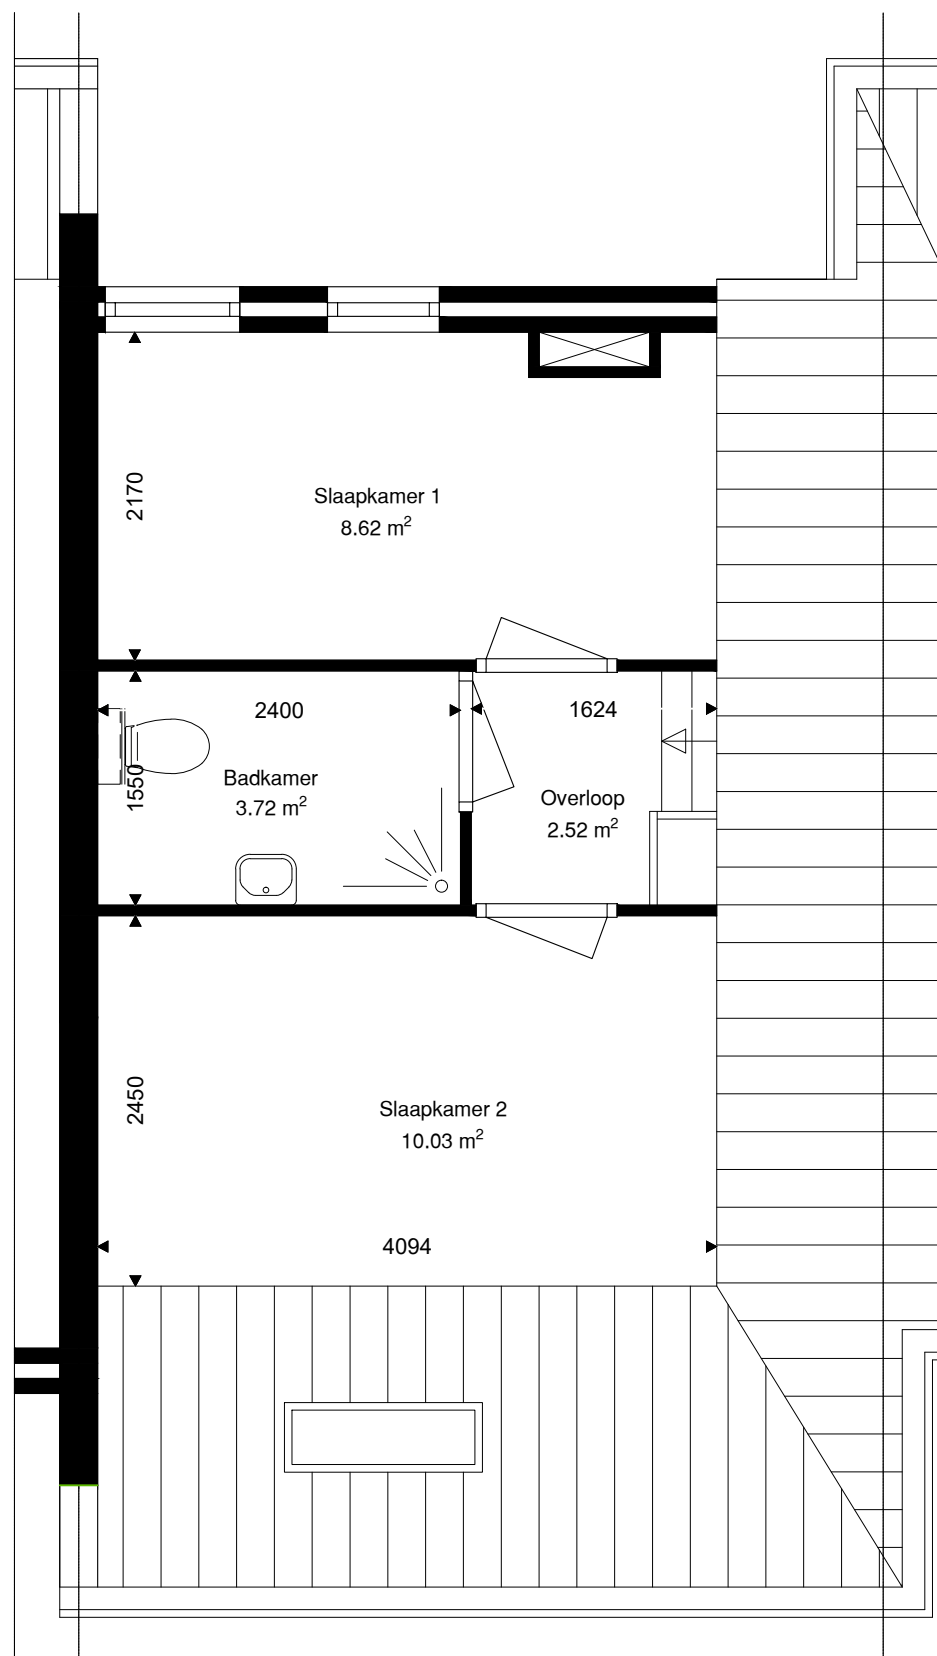 2170
Slaapkamer 1
8.62 m²
2400
1624
1550
Badkamer
3.72 m²
Overloop
2.52 m²
2450
Slaapkamer 2
10.03 m²
4094